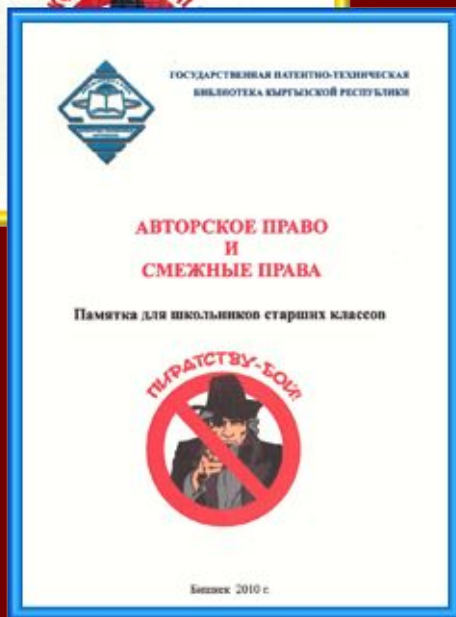 ГОСУДАРСТВЕННАЯ ПАТЕНТНО-ТЕХНИЧЕСКАЯ
БИБЛИОТЕКА КЫРГЫЗСКОЙ РЕСПУБЛИКИ
АВТОРСКОЕ ПРАВО
И
СМЕЖНЫЕ ПРАВА
Памятка для школьников старших классов
ПИРАТСТВУ-БОЙ!
Бишкек 2010 г.